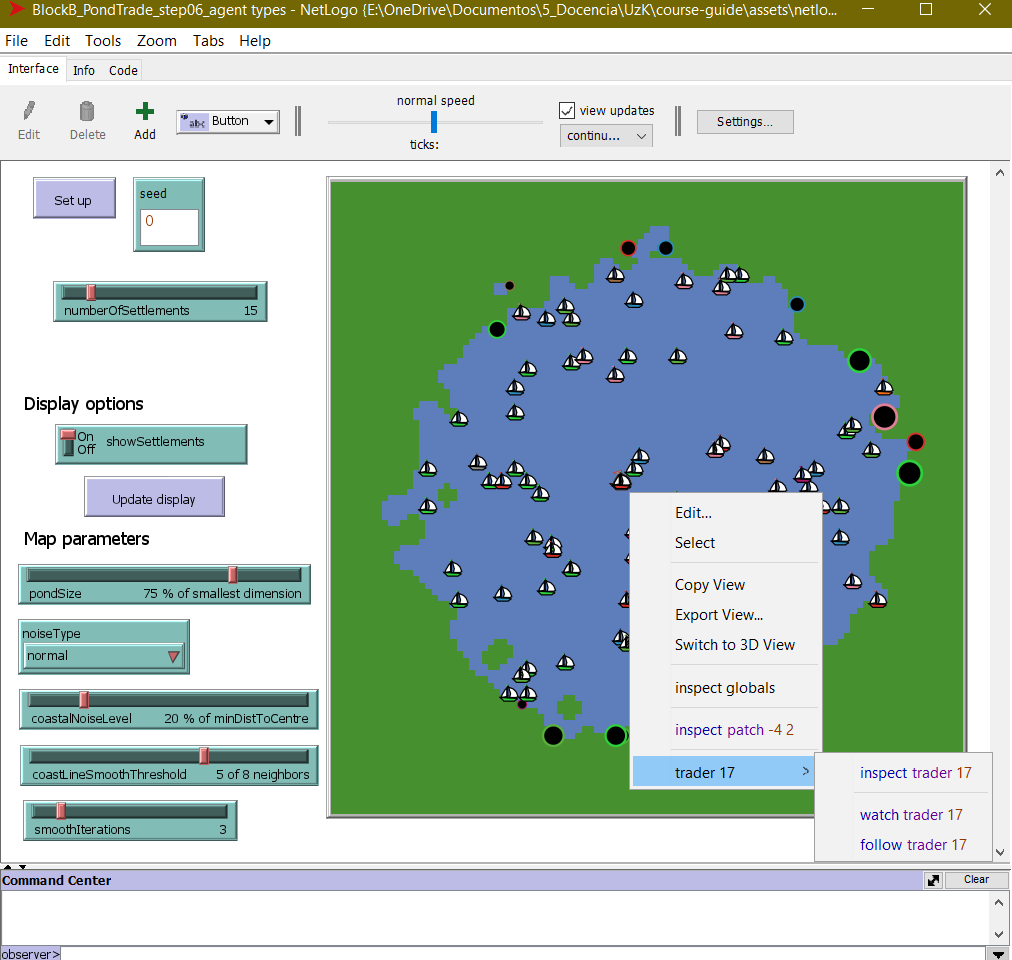 BlockB_PondTrade_step06_agent types - NetLogo {E:\OneDrive\Documentos\5_Docencia\UzK\course-guide\assets\netlo...
File Edit Tools Zoom Tabs Help
Interface Info Code
Edit Delete Add
abc Button
normal speed
ticks:
view updates
continu...
Settings...
Set up
seed
0
numberOfSettlements 15
Display options
On
Off
showSettlements
Update display
Map parameters
pondSize 75 % of smallest dimension
noiseType
normal
coastalNoiseLevel 20 % of minDistToCentre
coastLineSmoothThreshold 5 of 8 neighbors
smoothIterations 3
Edit...
Select
Copy View
Export View...
Switch to 3D View
inspect globals
inspect patch -4 2
trader 17 >
inspect trader 17
watch trader 17
follow trader 17
Command Center
Clear
observer>